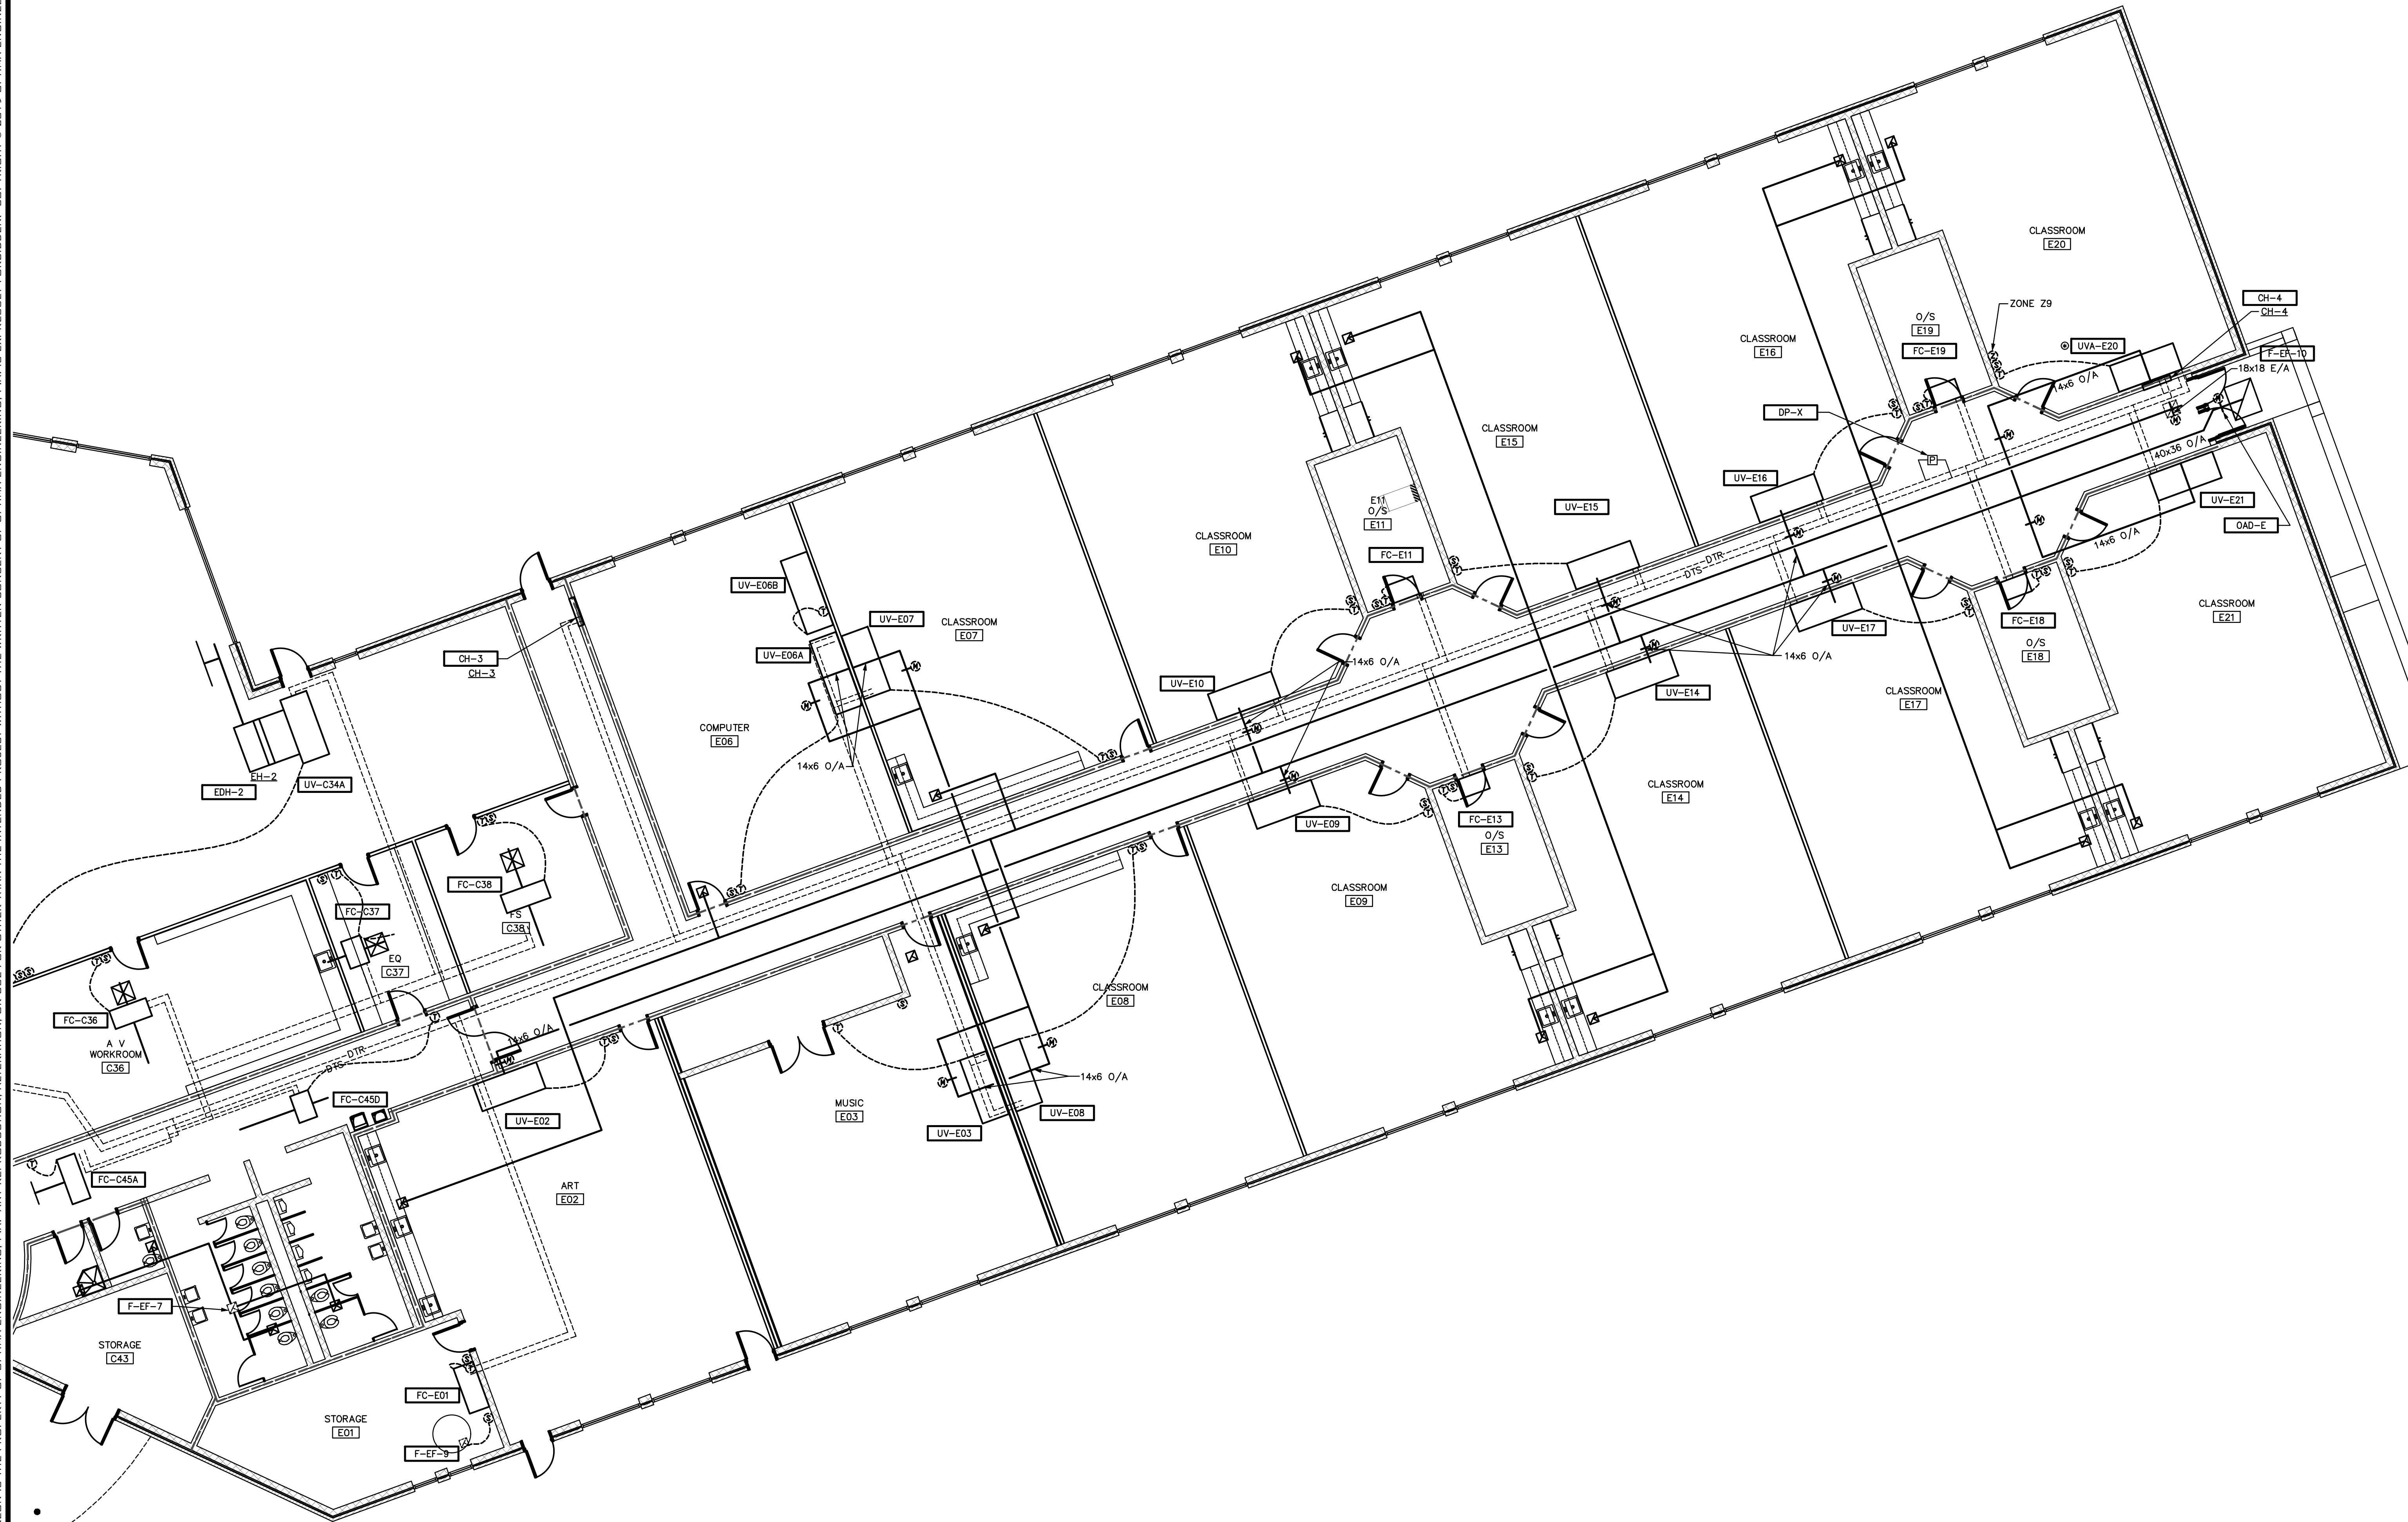 CLASSROOM
E20
ZONE Z9
CH-4
CH-4
O/S
E19
FC-E19
UVA-E20
F-EF-10
18x18 E/A
14x6 O/A
CLASSROOM
E16
DP-X
P
40x36 O/A
UV-E21
OAD-E
14x6 O/A
CLASSROOM
E15
UV-E16
UV-E15
E11
O/S
E11
CLASSROOM
E10
FC-E11
DTS
DTR
UV-E06B
UV-E07
CLASSROOM
E07
UV-E06A
CH-3
CH-3
UV-E17
FC-E18
O/S
E18
CLASSROOM
E21
14x6 O/A
14x6 O/A
UV-E10
UV-E14
CLASSROOM
E17
COMPUTER
E06
14x6 O/A
EH-2
EDH-2
UV-C34A
CLASSROOM
E14
UV-E09
FC-E13
O/S
E13
FC-C38
FS
C38
FC-C37
EQ
C37
CLASSROOM
E09
CLASSROOM
E08
FC-C36
A V
WORKROOM
C36
DTR
DTS
14x6 O/A
14x6 O/A
FC-C45D
UV-E02
MUSIC
E03
UV-E03
UV-E08
FC-C45A
ART
E02
F-EF-7
STORAGE
C43
FC-E01
STORAGE
E01
F-EF-9